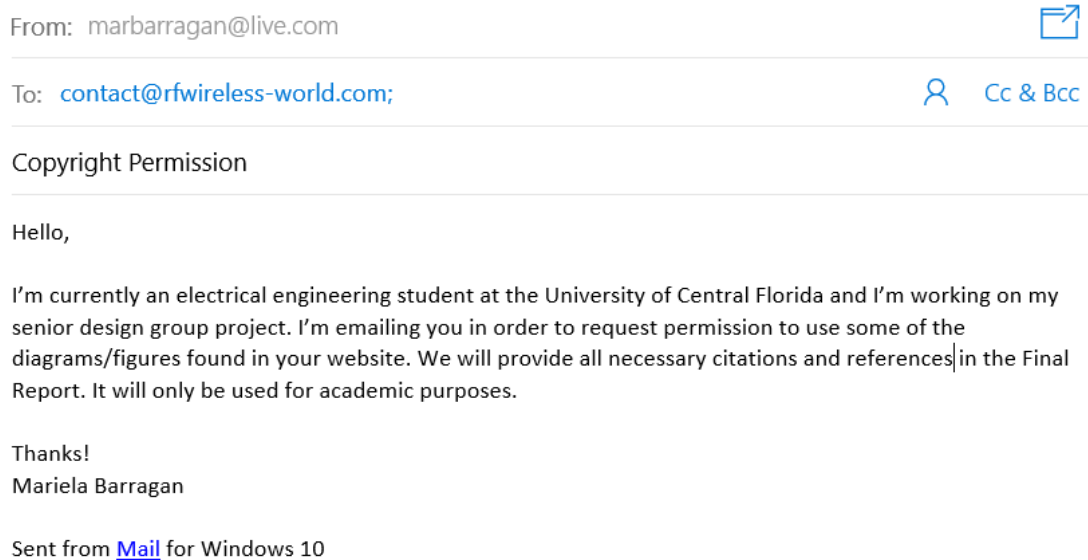 From: marbarragan@live.com
To: contact@rfwireless-world.com; Cc & Bcc
Copyright Permission
Hello,
I'm currently an electrical engineering student at the University of Central Florida and I'm working on my
senior design group project. I'm emailing you in order to request permission to use some of the
diagrams/figures found in your website. We will provide all necessary citations and references in the Final
Report. It will only be used for academic purposes.
Thanks!
Mariela Barragan
Sent from Mail for Windows 10